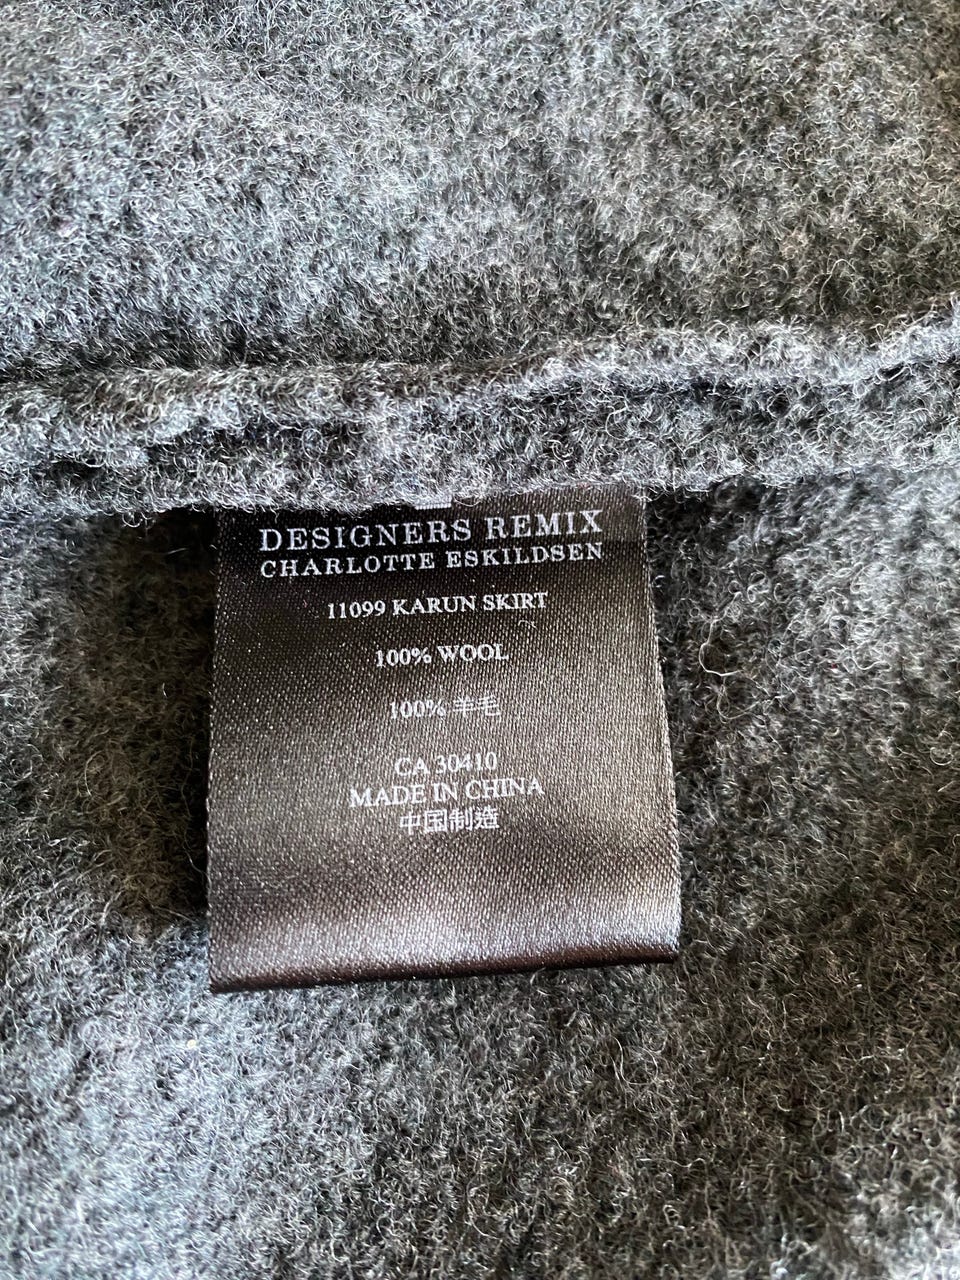 DESIGNERS REMIX
CHARLOTTE ESKILDSEN
11099 KARUN SKIRT
100% WOOL
100% 羊毛
CA 30410
MADE IN CHINA
中国制造